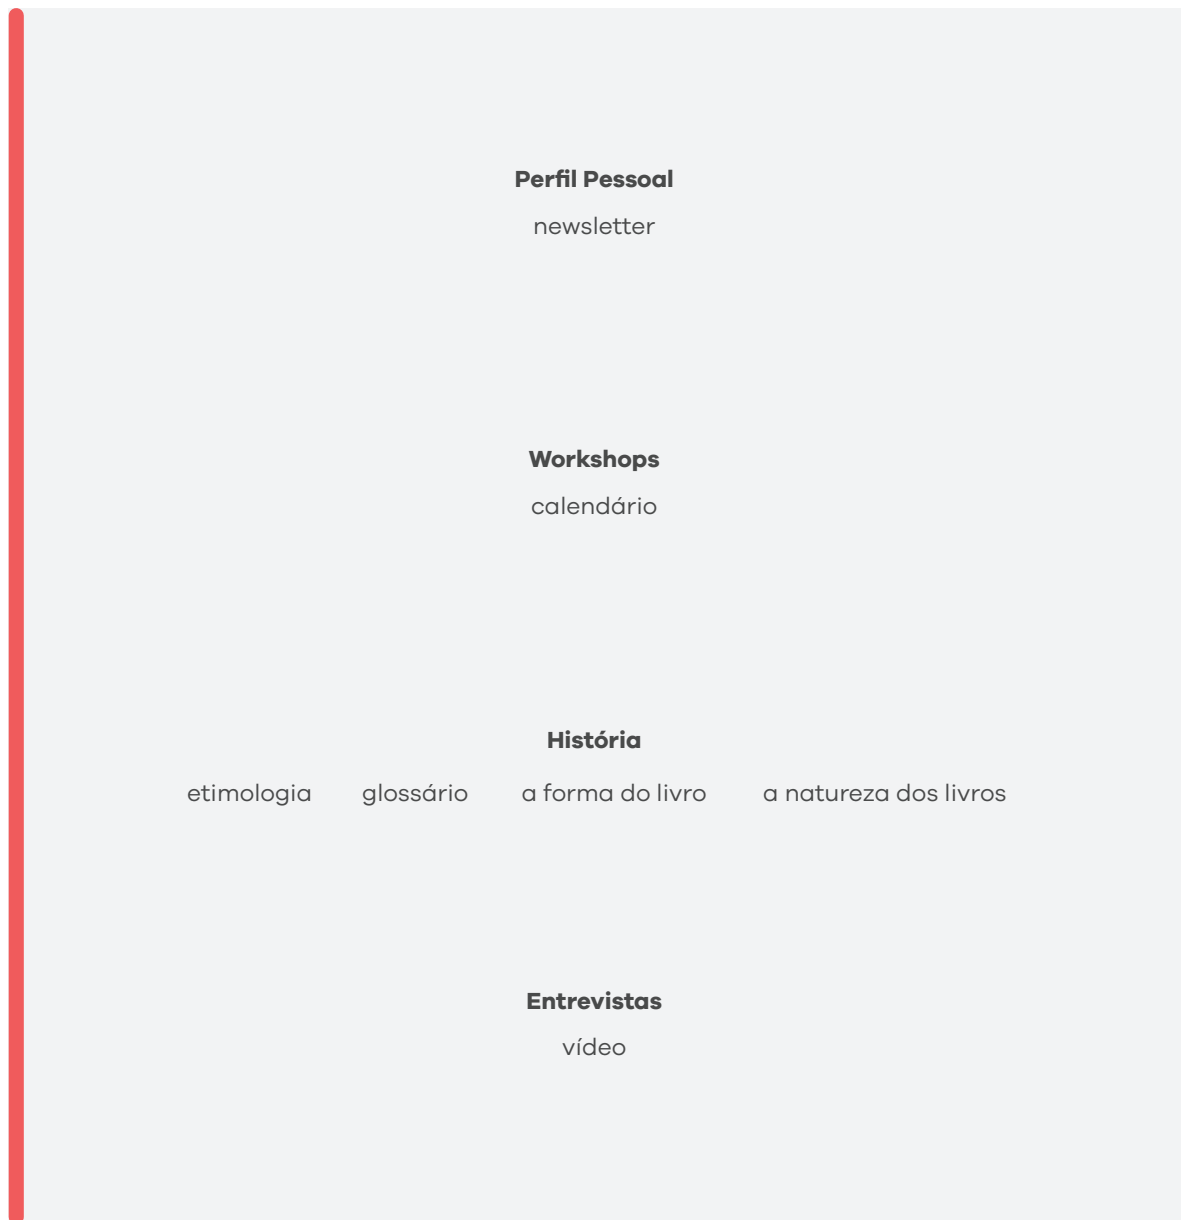 Perfil Pessoal
newsletter
Workshops
calendário
História
etimologia glossário a forma do livro a natureza dos livros
Entrevistas
vídeo